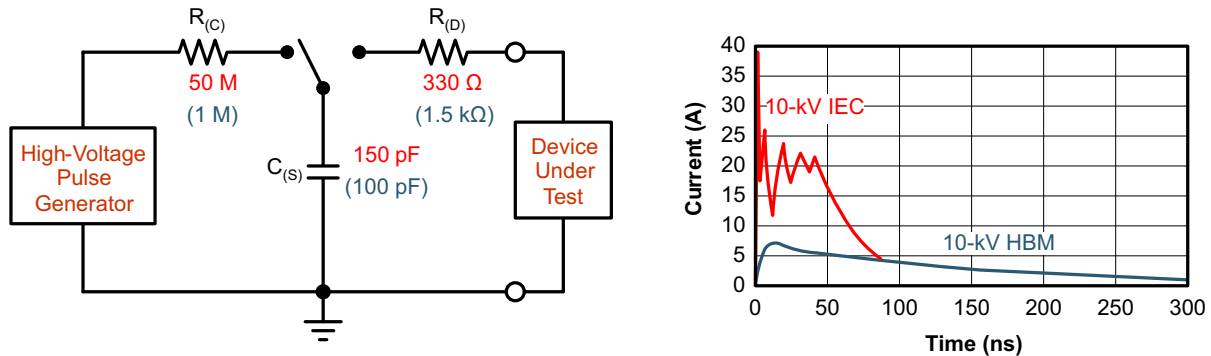 R(C)
50 M
(1 M)
R(D)
330 Ω
(1.5 kΩ)
High-Voltage
Pulse
Generator
C(S)
150 pF
(100 pF)
Device
Under
Test
Current (A)
40
35
30
25
20
15
10
5
0
10-kV IEC
10-kV HBM
0
50
100
150
200
250
300
Time (ns)